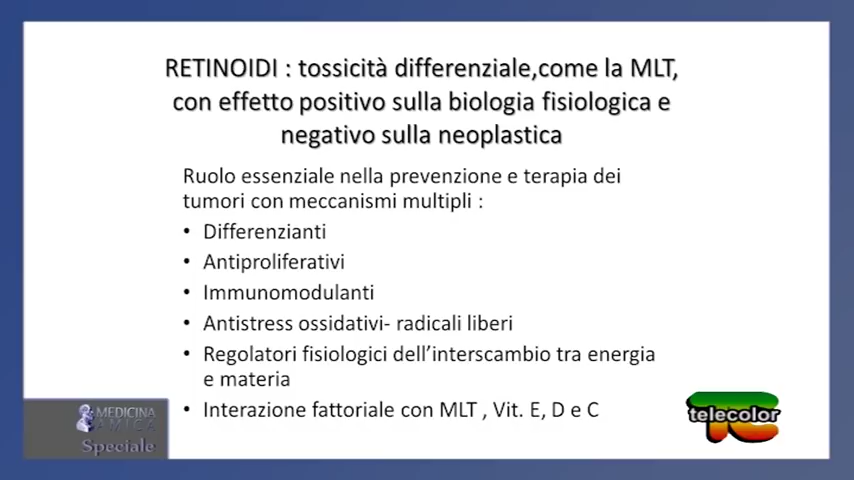 RETINOIDI : tossicità differenziale,come la MLT,
con effetto positivo sulla biologia fisiologica e
negativo sulla neoplastica
Ruolo essenziale nella prevenzione e terapia dei
tumori con meccanismi multipli :
• Differenzianti
• Antiproliferativi
• Immunomodulanti
• Antistress ossidativi- radicali liberi
• Regolatori fisiologici dell’interscambio tra energia
e materia
• Interazione fattoriale con MLT , Vit. E, D e C
MEDICINA
AMICA
Speciale
telecolor